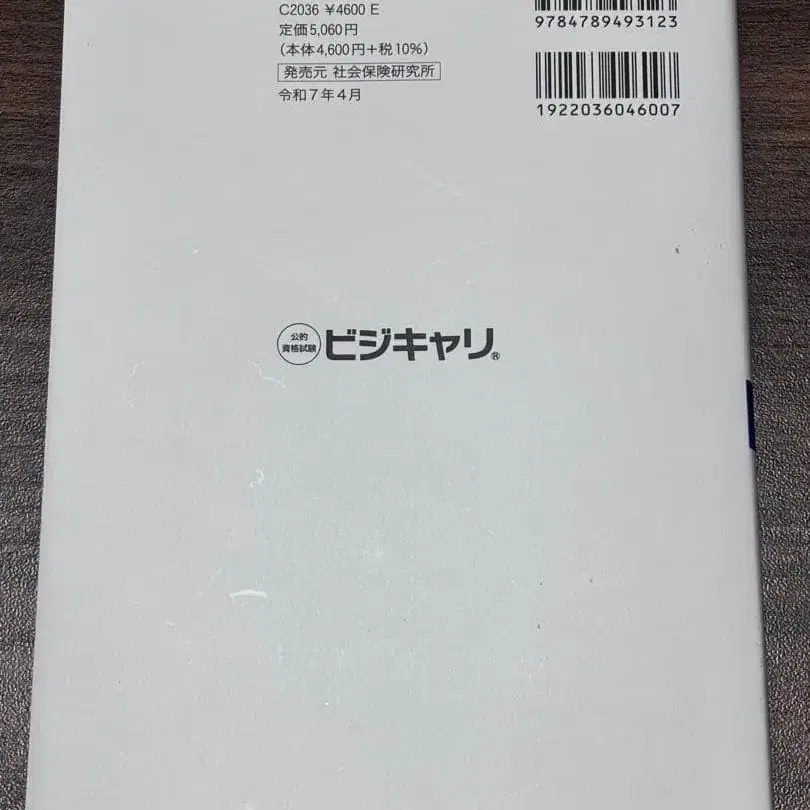 C2036 ¥4600 E
定価5,060円
(本体4,600円+税10%)
発売元 社会保険研究所
令和7年4月
9784789493123
1922036046007
公的
資格試験
ビジキャリ®